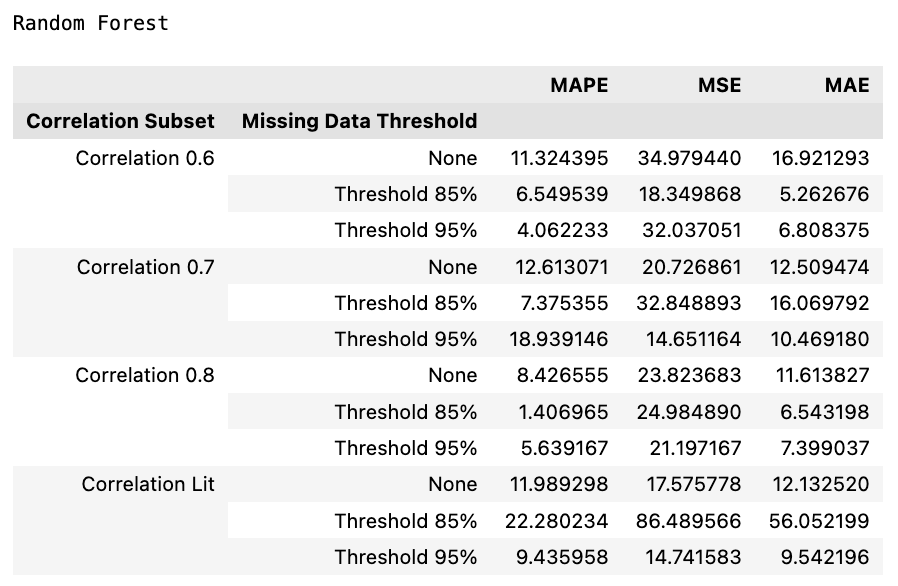 Random Forest
MAPE MSE MAE
Correlation Subset Missing Data Threshold
Correlation 0.6 None 11.324395 34.979440 16.921293
Threshold 85% 6.549539 18.349868 5.262676
Threshold 95% 4.062233 32.037051 6.808375
Correlation 0.7 None 12.613071 20.726861 12.509474
Threshold 85% 7.375355 32.848893 16.069792
Threshold 95% 18.939146 14.651164 10.469180
Correlation 0.8 None 8.426555 23.823683 11.613827
Threshold 85% 1.406965 24.984890 6.543198
Threshold 95% 5.639167 21.197167 7.399037
Correlation Lit None 11.989298 17.575778 12.132520
Threshold 85% 22.280234 86.489566 56.052199
Threshold 95% 9.435958 14.741583 9.542196